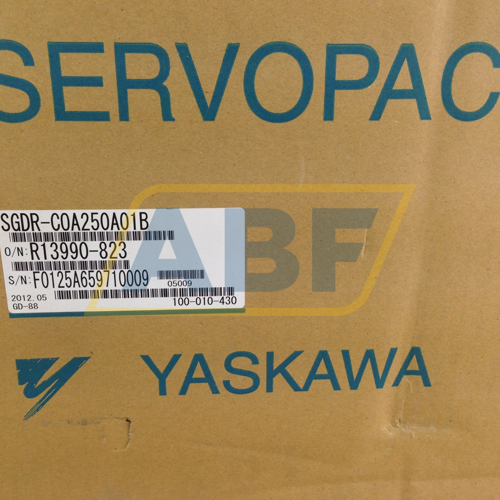 SERVOPAC
SGDR-COA250A01B
O/N: R13990-823
S/N: F0125A659710009 05009
2012.05 100-010-430
GD-88
ABF
YASKAWA